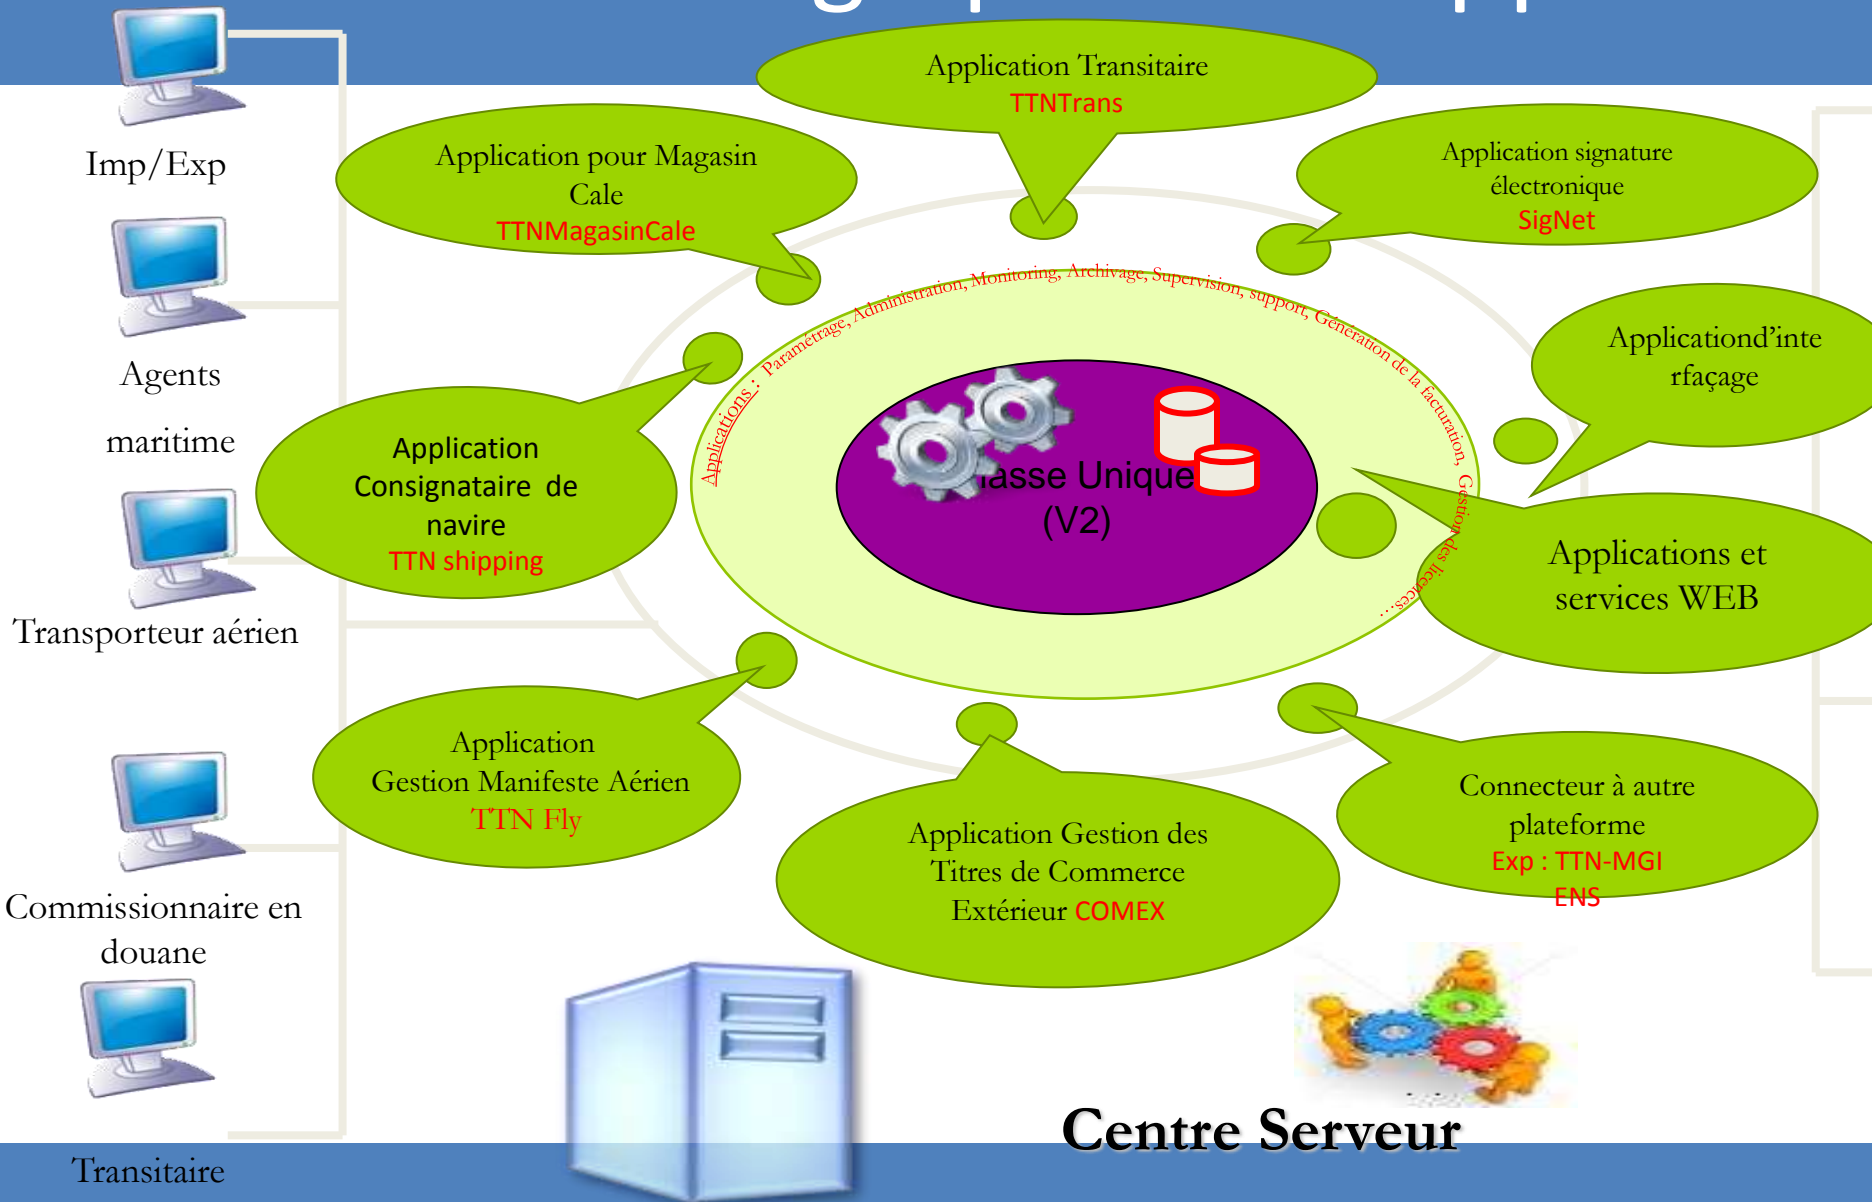 Imp/Exp
Agents
maritime
Transporteur aérien
Commissionnaire en
douane
Transitaire
Application Transitaire
TTNTrans
Application pour Magasin
Cale
TTNMagasinCale
Application signature
électronique
SigNet
Applicationd’inte
rfaçage
Application
Consignataire de
navire
TTN shipping
Applications : Paramétrage, Administration, Monitoring, Archivage, Supervision, support, Génération de la facturation, Gestion des licences…
Unique
(V2)
Applications et
services WEB
Application
Gestion Manifeste Aérien
TTN Fly
Application Gestion des
Titres de Commerce
Extérieur COMEX
Connecteur à autre
plateforme
Exp : TTN-MGI
ENS
Centre Serveur